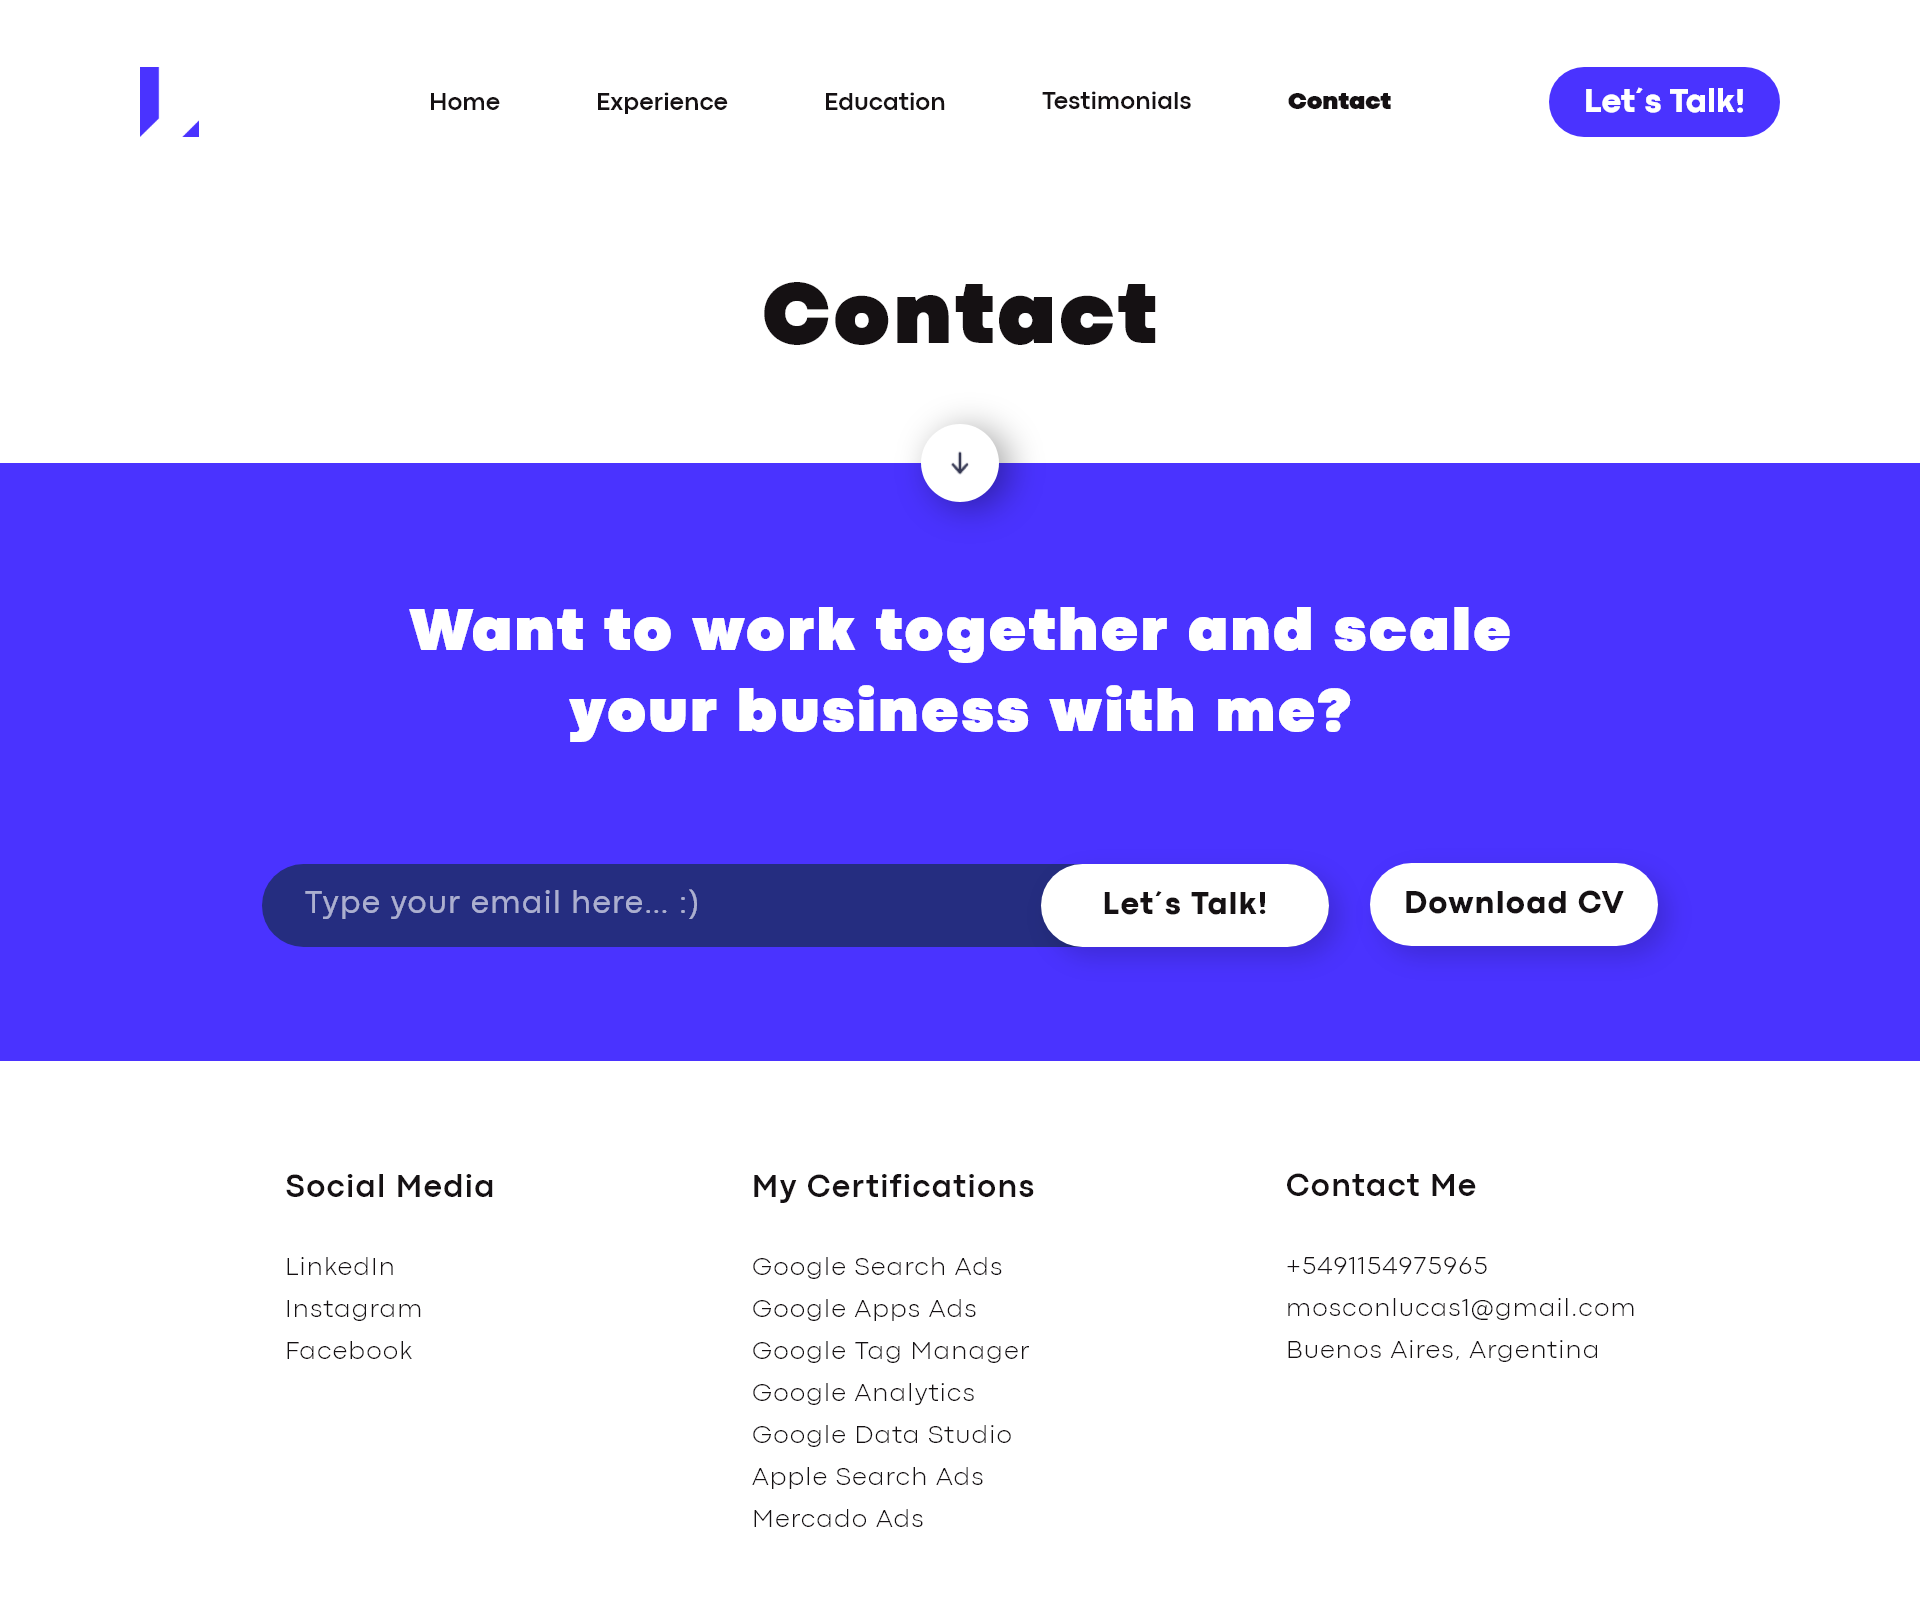 Home
Experience
Education
Testimonials
Contact
Let´s Talk!
Contact
Want to work together and scale
your business with me?
Type your email here... :)
Let´s Talk!
Download CV
Social Media
LinkedIn
Instagram
Facebook
My Certifications
Google Search Ads
Google Apps Ads
Google Tag Manager
Google Analytics
Google Data Studio
Apple Search Ads
Mercado Ads
Contact Me
+5491154975965
mosconlucas1@gmail.com
Buenos Aires, Argentina